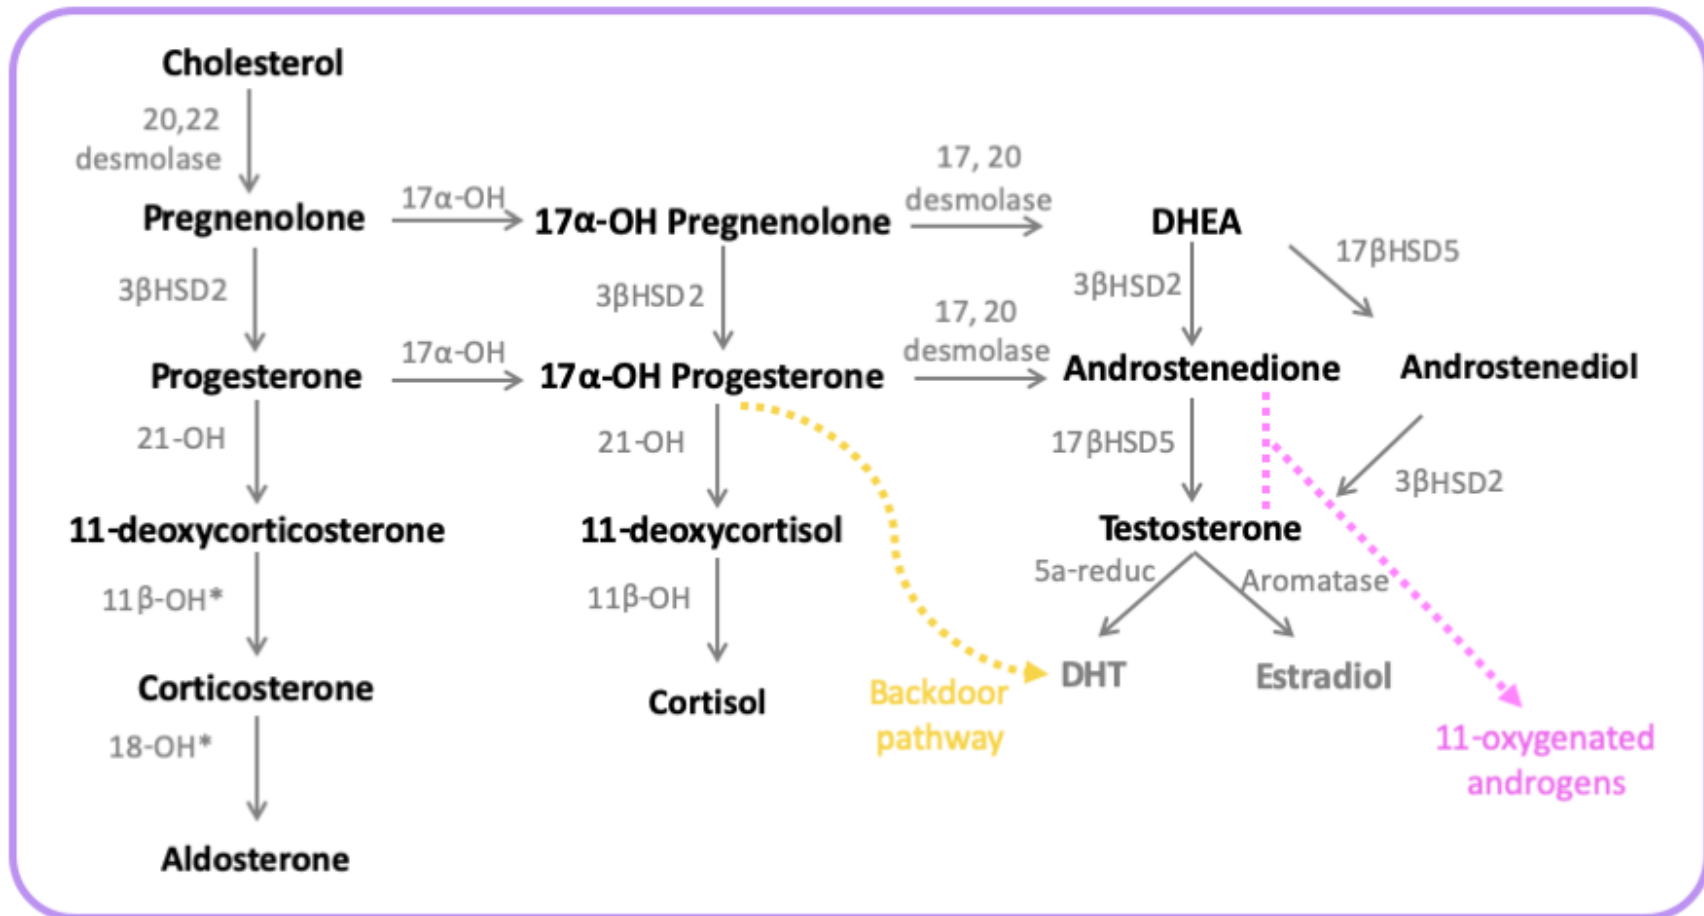 Cholesterol
20,22
desmolase
17, 20
desmolase
17α-OH
Pregnenolone
17α-OH Pregnenolone
DHEA
17βHSD5
3βHSD2
3βHSD2
3βHSD2
17, 20
desmolase
17α-OH
Progesterone
17α-OH Progesterone
Androstenedione
Androstenediol
21-OH
21-OH
17βHSD5
3βHSD2
11-deoxycorticosterone
11-deoxycortisol
Testosterone
5a-reduc
Aromatase
11β-OH*
11β-OH
Corticosterone
Cortisol
Backdoor
pathway
DHT
Estradiol
18-OH*
11-oxygenated
androgens
Aldosterone